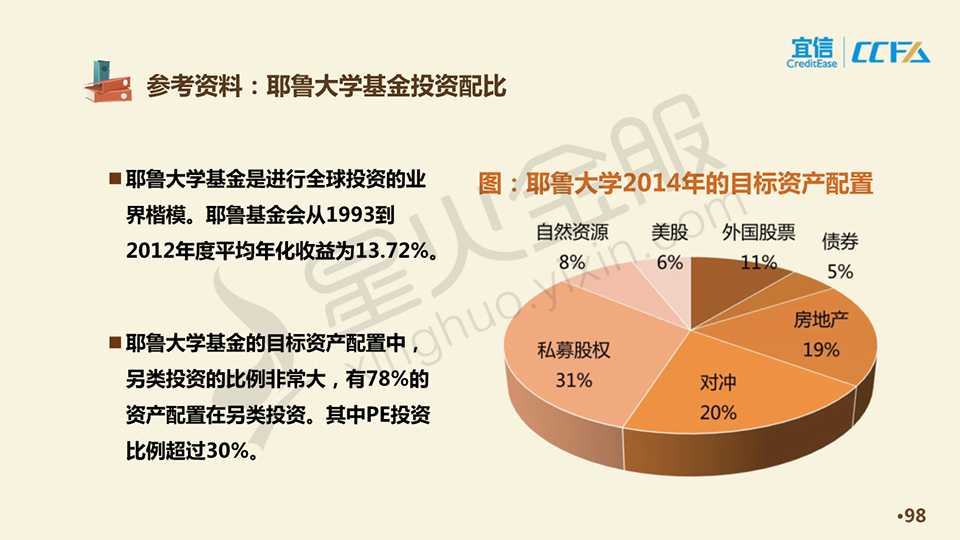 宜信
CreditEase
CCFA
参考资料：耶鲁大学基金投资配比
■耶鲁大学基金是进行全球投资的业
界楷模。耶鲁基金会从1993到
2012年度平均年化收益为13.72%。
■耶鲁大学基金的目标资产配置中，
另类投资的比例非常大，有78%的
资产配置在另类投资。其中PE投资
比例超过30%。
图：耶鲁大学2014年的目标资产配置
自然资源
8%
美股
6%
外国股票
11%
债券
5%
房地产
19%
对冲
20%
私募股权
31%
星火金服
xinghuo.yixin.com
•98